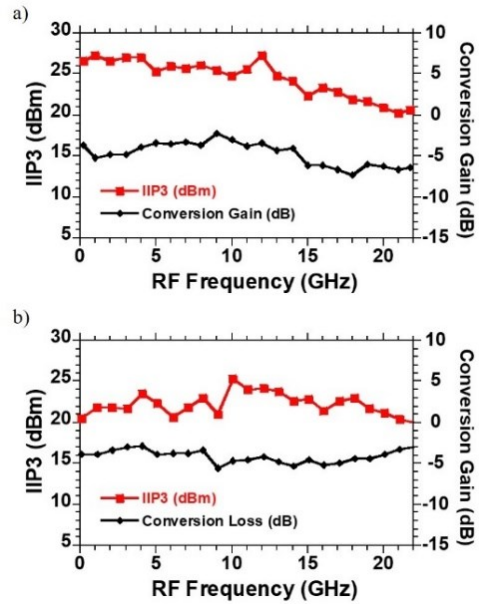 a)
30
25
20
15
10
5
IIP3 (dBm)
10
5
0
-5
-10
-15
Conversion Gain (dB)
IIP3 (dBm)
Conversion Gain (dB)
0
5
10
15
20
RF Frequency (GHz)
b)
30
25
20
15
10
5
IIP3 (dBm)
10
5
0
-5
-10
-15
Conversion Gain (dB)
IIP3 (dBm)
Conversion Loss (dB)
0
5
10
15
20
RF Frequency (GHz)